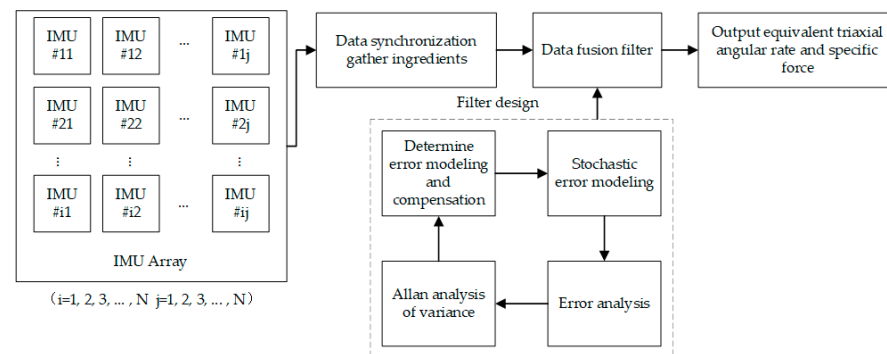 IMU IMU ... IMU
#11 #12 #1j
IMU IMU ... IMU
#21 #22 #2j
⋮ ⋮ ⋮
IMU IMU ... IMU
#i1 #i2 #ij
IMU Array
(i=1, 2, 3, ... , N j=1, 2, 3, ... , N)
Data synchronization
gather ingredients
Data fusion filter
Output equivalent triaxial
angular rate and specific
force
Filter design
Determine
error modeling
and
compensation
Stochastic
error modeling
Allan analysis
of variance
Error analysis